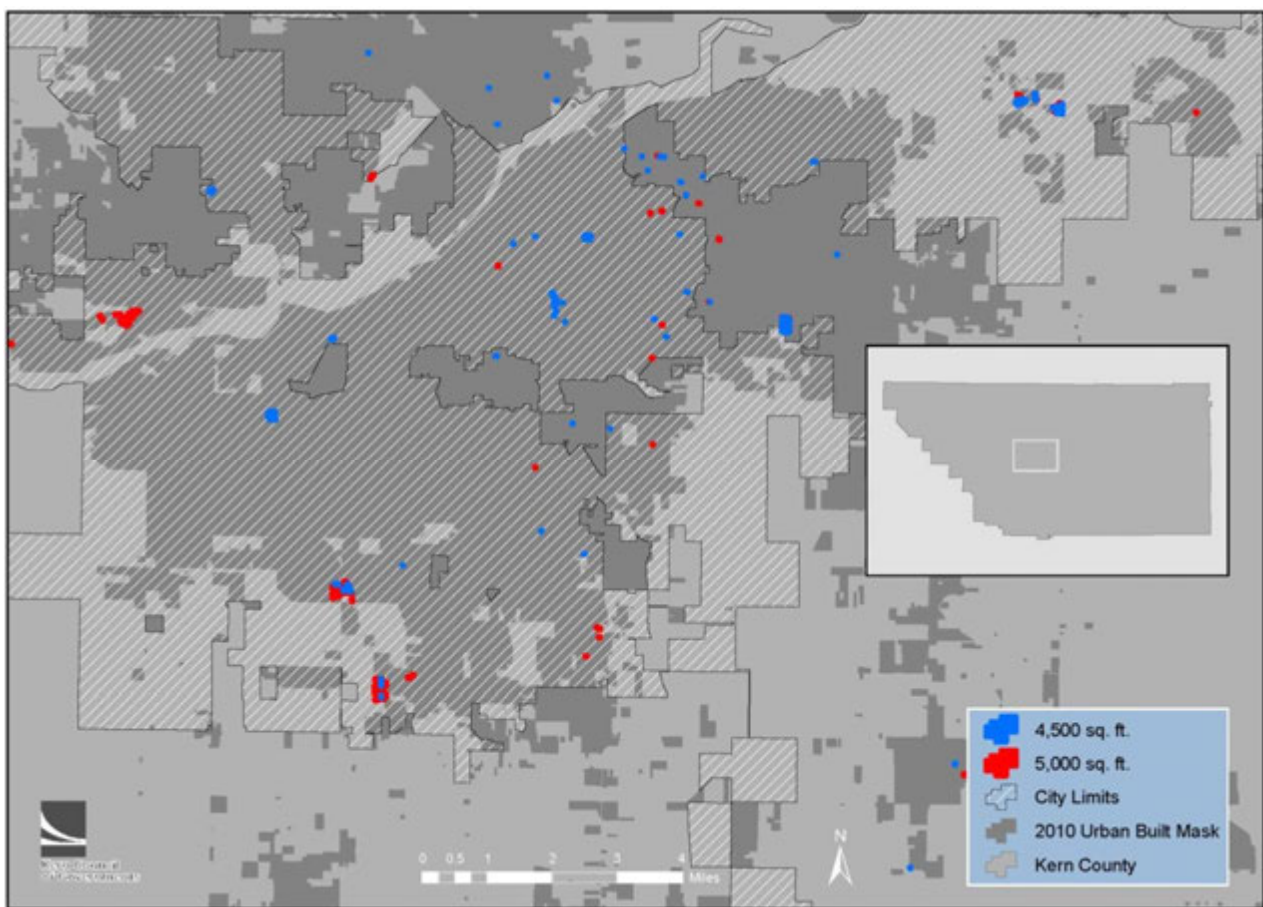 4,500 sq. ft.
5,000 sq. ft.
City Limits
2010 Urban Built Mask
Kern County
N
0 0.5 1 2 3 4
Miles